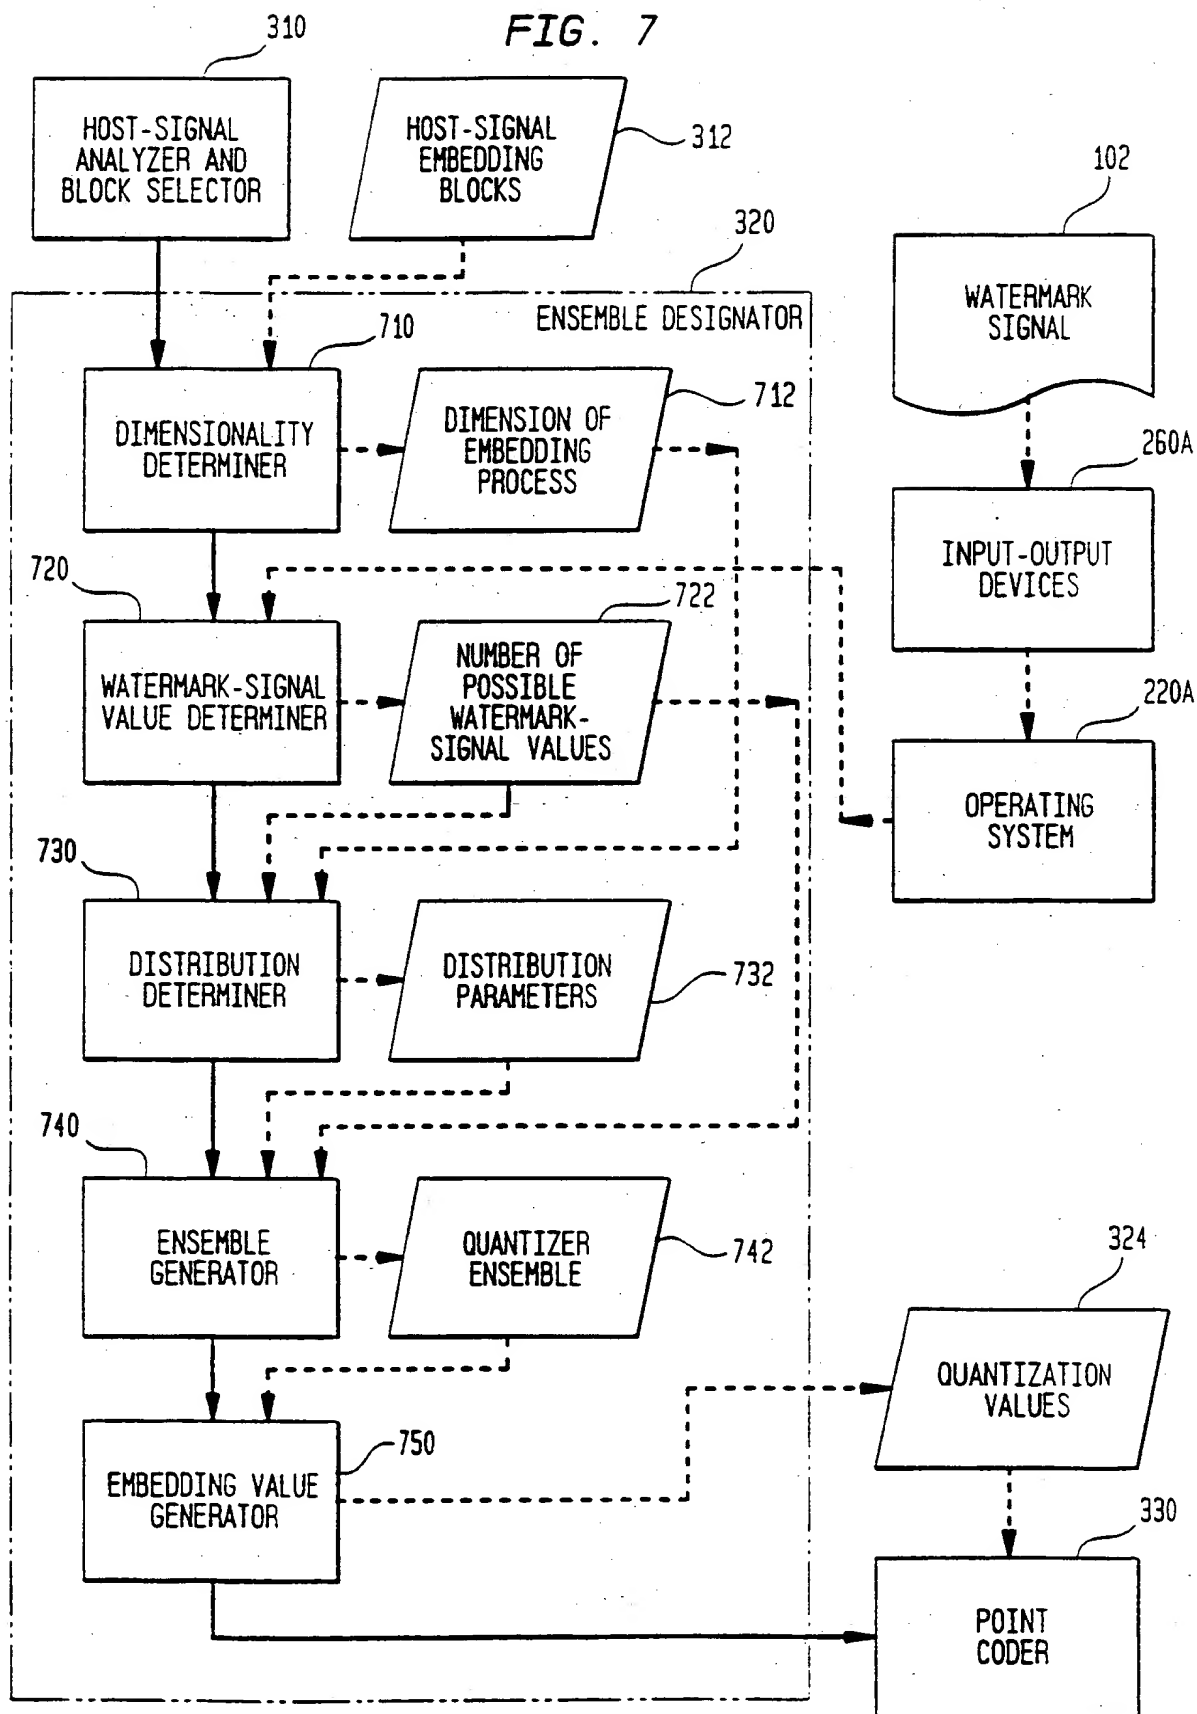 FIG. 7
310
HOST-SIGNAL
ANALYZER AND
BLOCK SELECTOR
HOST-SIGNAL
EMBEDDING
BLOCKS
312
102
WATERMARK
SIGNAL
320
ENSEMBLE DESIGNATOR
710
DIMENSIONALITY
DETERMINER
DIMENSION OF
EMBEDDING
PROCESS
712
260A
INPUT-OUTPUT
DEVICES
720
WATERMARK-SIGNAL
VALUE DETERMINER
722
NUMBER OF
POSSIBLE
WATERMARK-
SIGNAL VALUES
220A
OPERATING
SYSTEM
730
DISTRIBUTION
DETERMINER
DISTRIBUTION
PARAMETERS
732
740
ENSEMBLE
GENERATOR
QUANTIZER
ENSEMBLE
742
324
QUANTIZATION
VALUES
750
EMBEDDING VALUE
GENERATOR
330
POINT
CODER